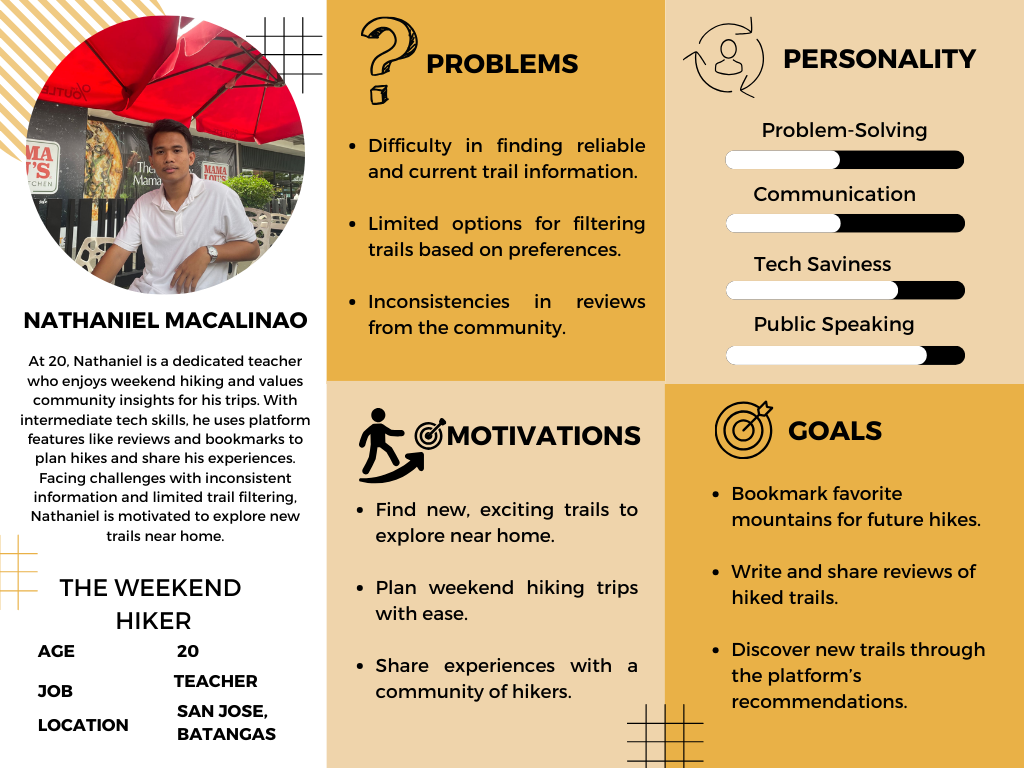 MAMA
LOU'S
KITCHEN
The
Mama
MAMA
LOU'S
NATHANIEL MACALINAO
At 20, Nathaniel is a dedicated teacher
who enjoys weekend hiking and values
community insights for his trips. With
intermediate tech skills, he uses platform
features like reviews and bookmarks to
plan hikes and share his experiences.
Facing challenges with inconsistent
information and limited trail filtering,
Nathaniel is motivated to explore new
trails near home.
THE WEEKEND
HIKER
AGE 20
JOB TEACHER
LOCATION SAN JOSE,
BATANGAS
PROBLEMS
• Difficulty in finding reliable
and current trail information.
• Limited options for filtering
trails based on preferences.
• Inconsistencies in reviews
from the community.
PERSONALITY
Problem-Solving
Communication
Tech Saviness
Public Speaking
MOTIVATIONS
• Find new, exciting trails to
explore near home.
• Plan weekend hiking trips
with ease.
• Share experiences with a
community of hikers.
GOALS
• Bookmark favorite
mountains for future hikes.
• Write and share reviews of
hiked trails.
• Discover new trails through
the platform's
recommendations.